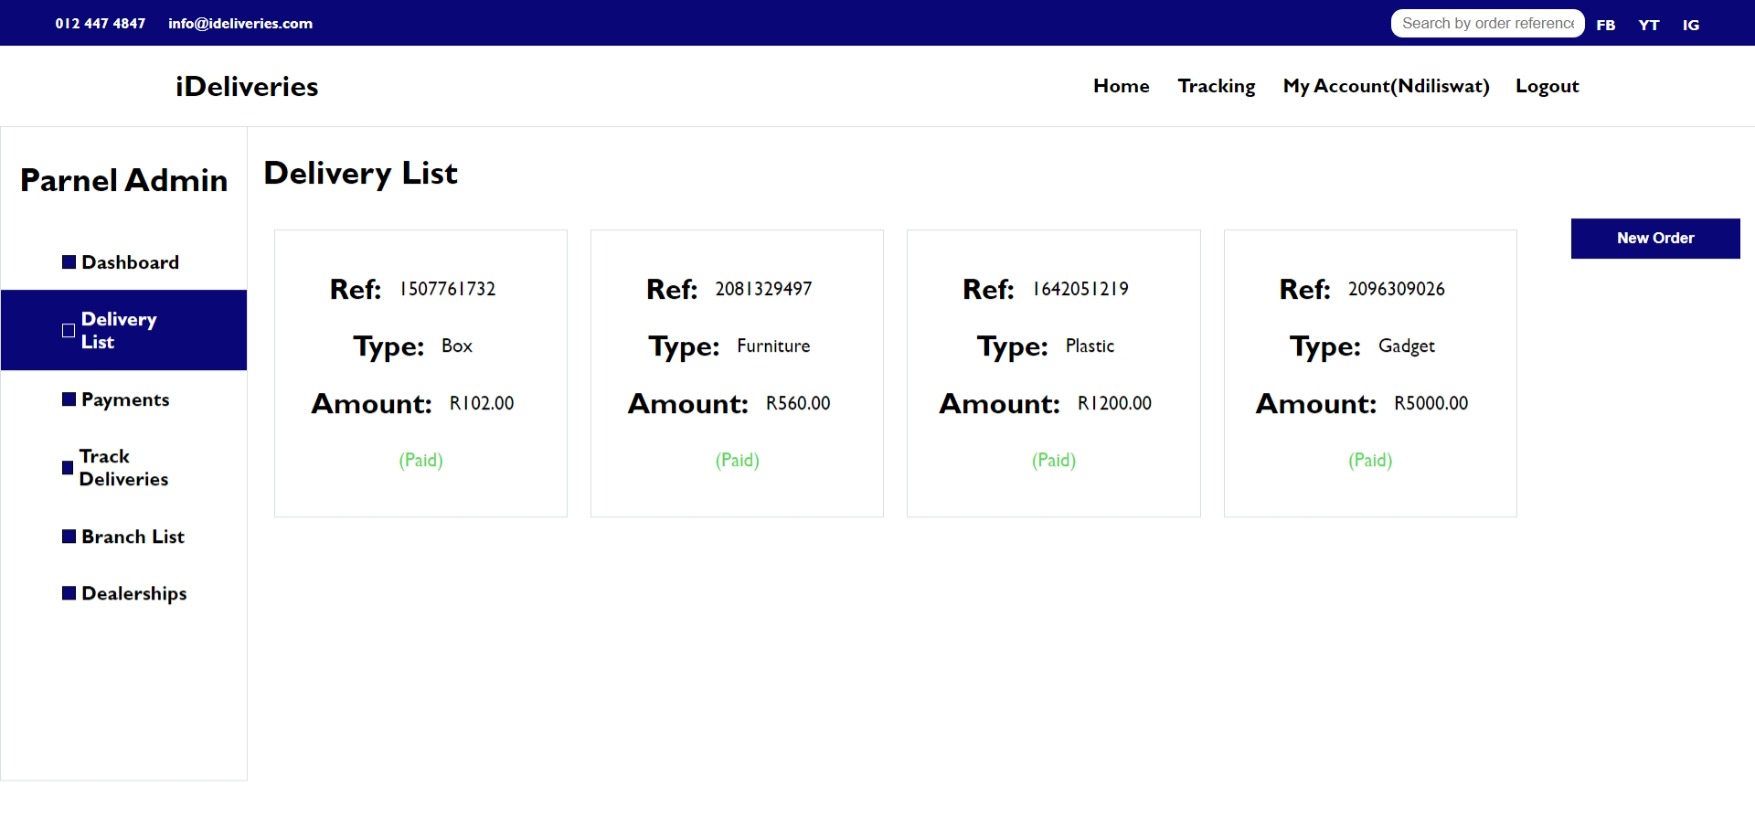 012 447 4847 info@ideliveries.com Search by order reference FB YT IG
iDeliveries Home Tracking My Account(Ndiliswat) Logout
Parnel Admin
Dashboard
Delivery
List
Payments
Track
Deliveries
Branch List
Dealerships
Delivery List
New Order
Ref: 1507761732
Type: Box
Amount: R102.00
(Paid)
Ref: 2081329497
Type: Furniture
Amount: R560.00
(Paid)
Ref: 1642051219
Type: Plastic
Amount: R1200.00
(Paid)
Ref: 2096309026
Type: Gadget
Amount: R5000.00
(Paid)